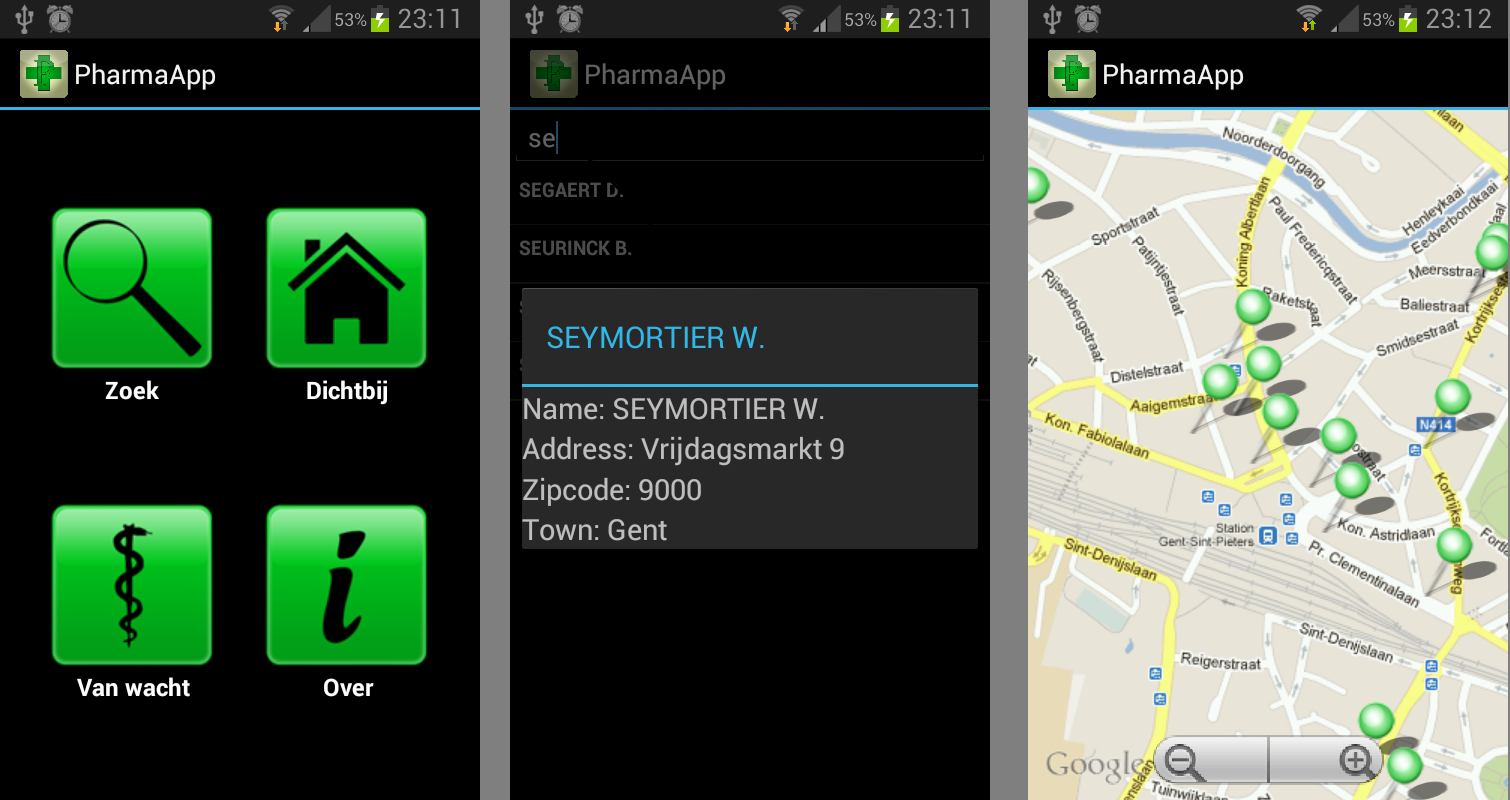 53% 23:11
PharmaApp
Zoek
Dichtbij
Van wacht
Over
53% 23:11
PharmaApp
se
SEGAERT D.
SEURINCK B.
SEYMORTIER W.
Name: SEYMORTIER W.
Address: Vrijdagsmarkt 9
Zipcode: 9000
Town: Gent
53% 23:12
PharmaApp
Noorderdoorgang
Henleykaai
Eedverbondkaai
Koning Albertlaan
Paul Fredericqstraat
Sportstraat
Patijntjestraat
Rijsenbergstraat
Meersstraat
Baliestraat
Raketstraat
Smidsestraat
Distelstraat
Aaigemstraat
Kon. Fabiolalaan
N414
Station
Gent-Sint-Pieters
Kon. Astridlaan
Pr. Clementinalaan
Sint-Denijslaan
Sint-Denijslaan
Reigerstraat
Google
Tuinwijklaan